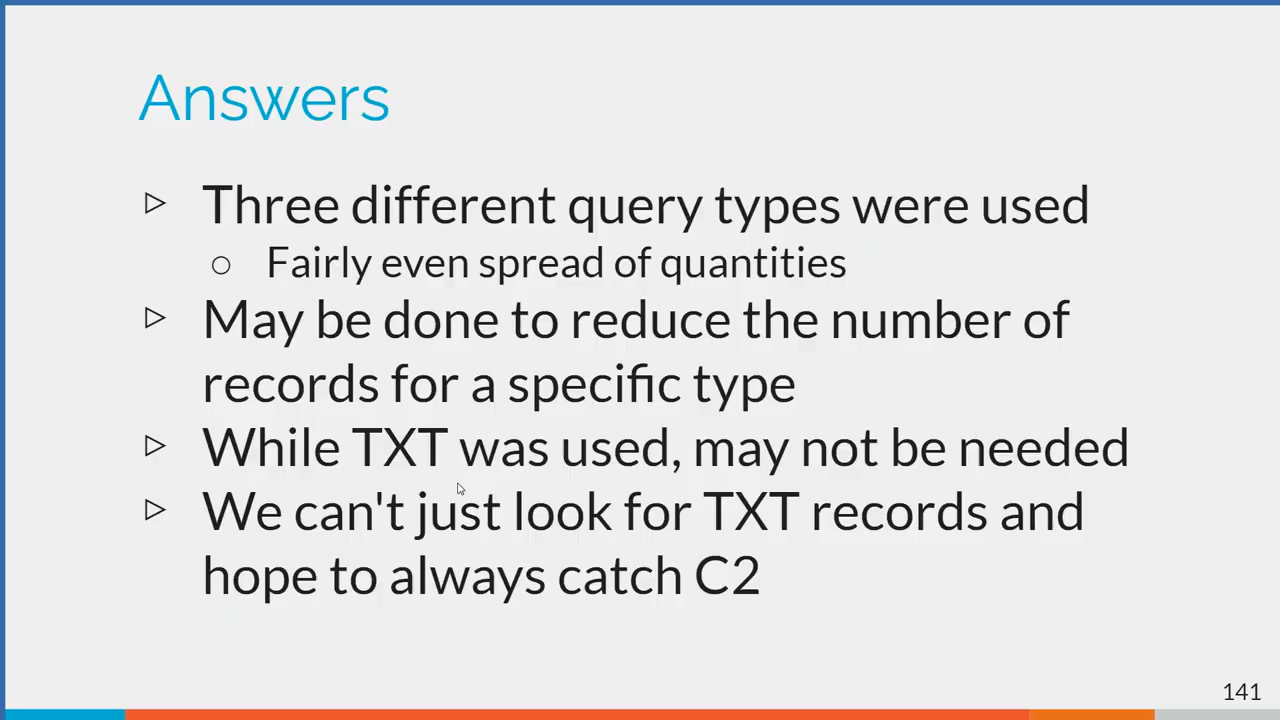 Answers
▷ Three different query types were used
○ Fairly even spread of quantities
▷ May be done to reduce the number of
records for a specific type
▷ While TXT was used, may not be needed
▷ We can't just look for TXT records and
hope to always catch C2
141